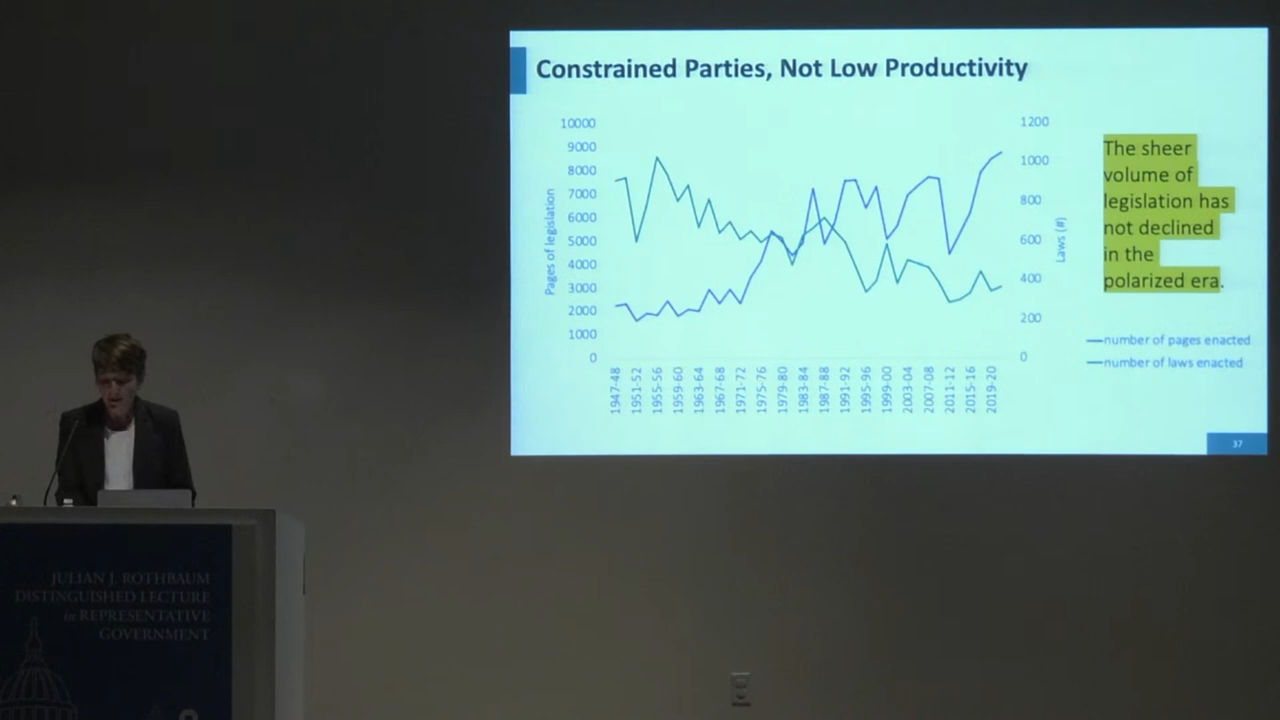 Constrained Parties, Not Low Productivity
10000
9000
8000
7000
6000
5000
4000
3000
2000
1000
0
Pages of legislation
1200
1000
800
600
400
200
0
Laws (#)
1947-48
1951-52
1955-56
1959-60
1963-64
1967-68
1971-72
1975-76
1979-80
1983-84
1987-88
1991-92
1995-96
1999-00
2003-04
2007-08
2011-12
2015-16
2019-20
The sheer
volume of
legislation has
not declined
in the
polarized era.
number of pages enacted
number of laws enacted
37
JULIAN J. ROTHBAUM
DISTINGUISHED LECTURE
in REPRESENTATIVE
GOVERNMENT